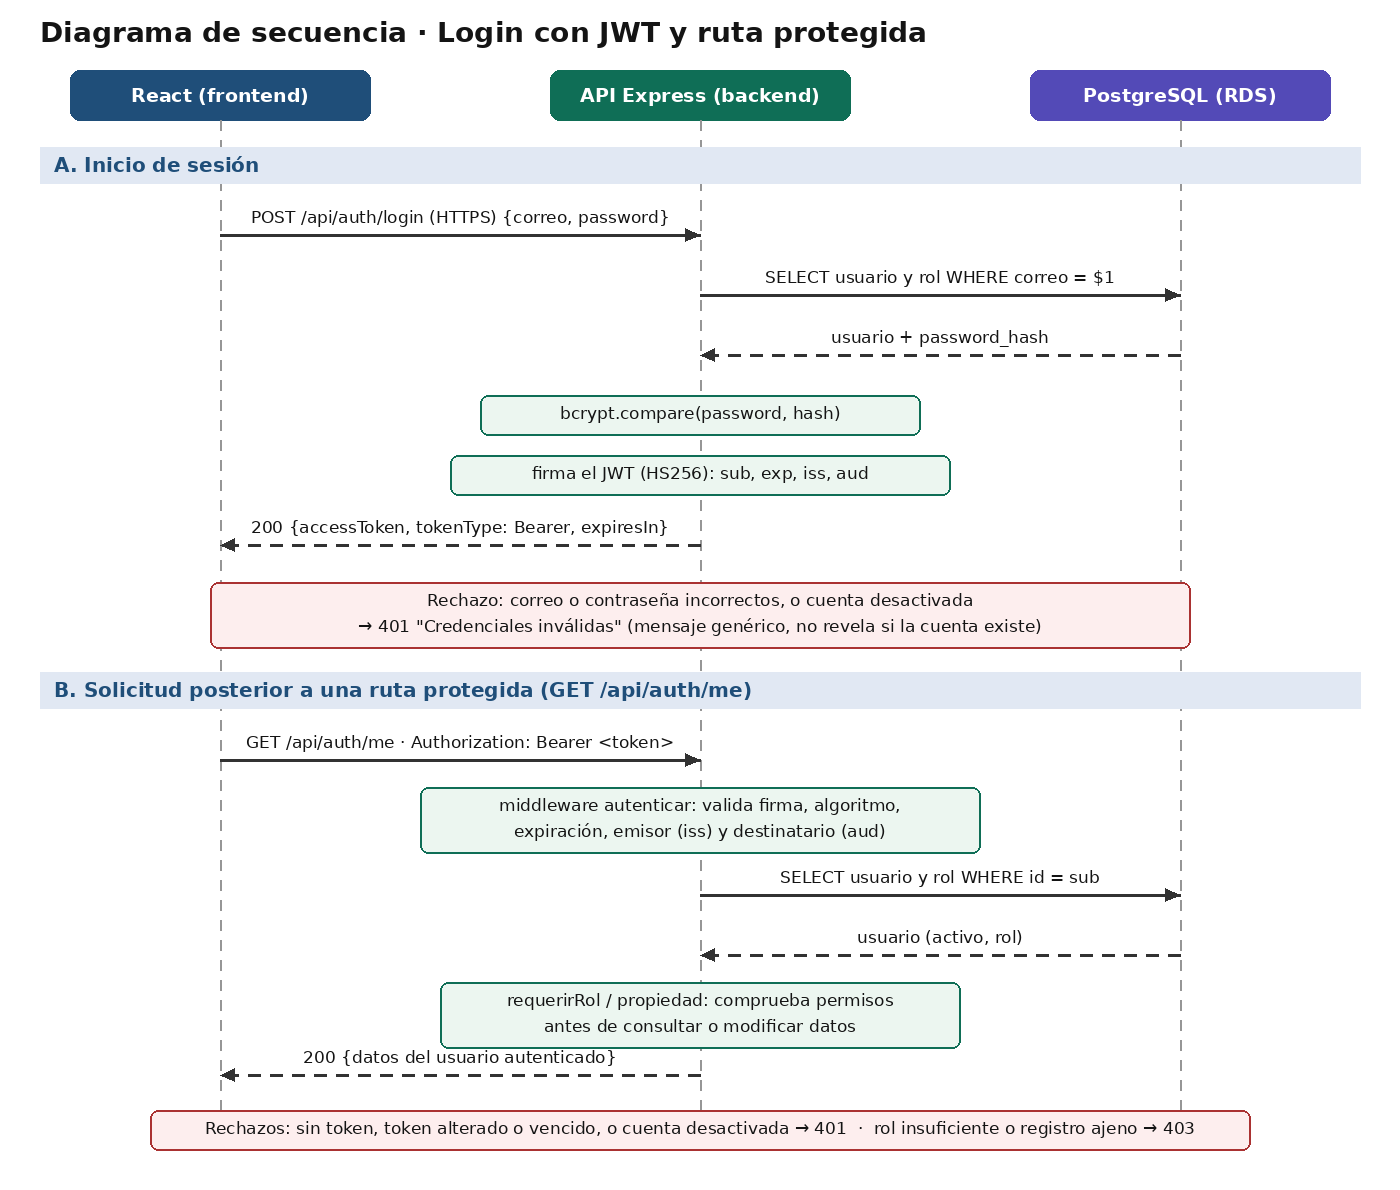 Diagrama de secuencia · Login con JWT y ruta protegida
React (frontend)
API Express (backend)
PostgreSQL (RDS)
A. Inicio de sesión
POST /api/auth/login (HTTPS) {correo, password}
SELECT usuario y rol WHERE correo = $1
usuario + password_hash
bcrypt.compare(password, hash)
firma el JWT (HS256): sub, exp, iss, aud
200 {accessToken, tokenType: Bearer, expiresIn}
Rechazo: correo o contraseña incorrectos, o cuenta desactivada
→ 401 "Credenciales inválidas" (mensaje genérico, no revela si la cuenta existe)
B. Solicitud posterior a una ruta protegida (GET /api/auth/me)
GET /api/auth/me · Authorization: Bearer <token>
middleware autenticar: valida firma, algoritmo,
expiración, emisor (iss) y destinatario (aud)
SELECT usuario y rol WHERE id = sub
usuario (activo, rol)
requerirRol / propiedad: comprueba permisos
antes de consultar o modificar datos
200 {datos del usuario autenticado}
Rechazos: sin token, token alterado o vencido, o cuenta desactivada → 401 · rol insuficiente o registro ajeno → 403